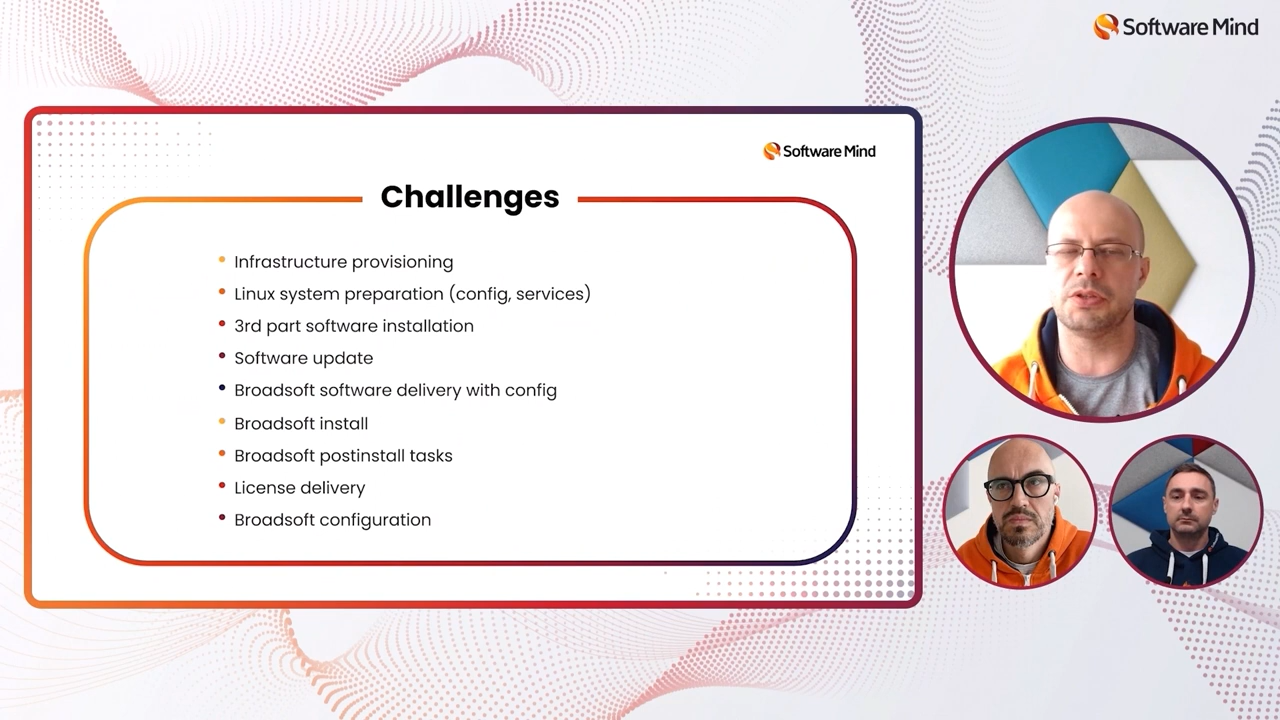 Software Mind
Software Mind
Challenges
Infrastructure provisioning
Linux system preparation (config, services)
3rd part software installation
Software update
Broadsoft software delivery with config
Broadsoft install
Broadsoft postinstall tasks
License delivery
Broadsoft configuration